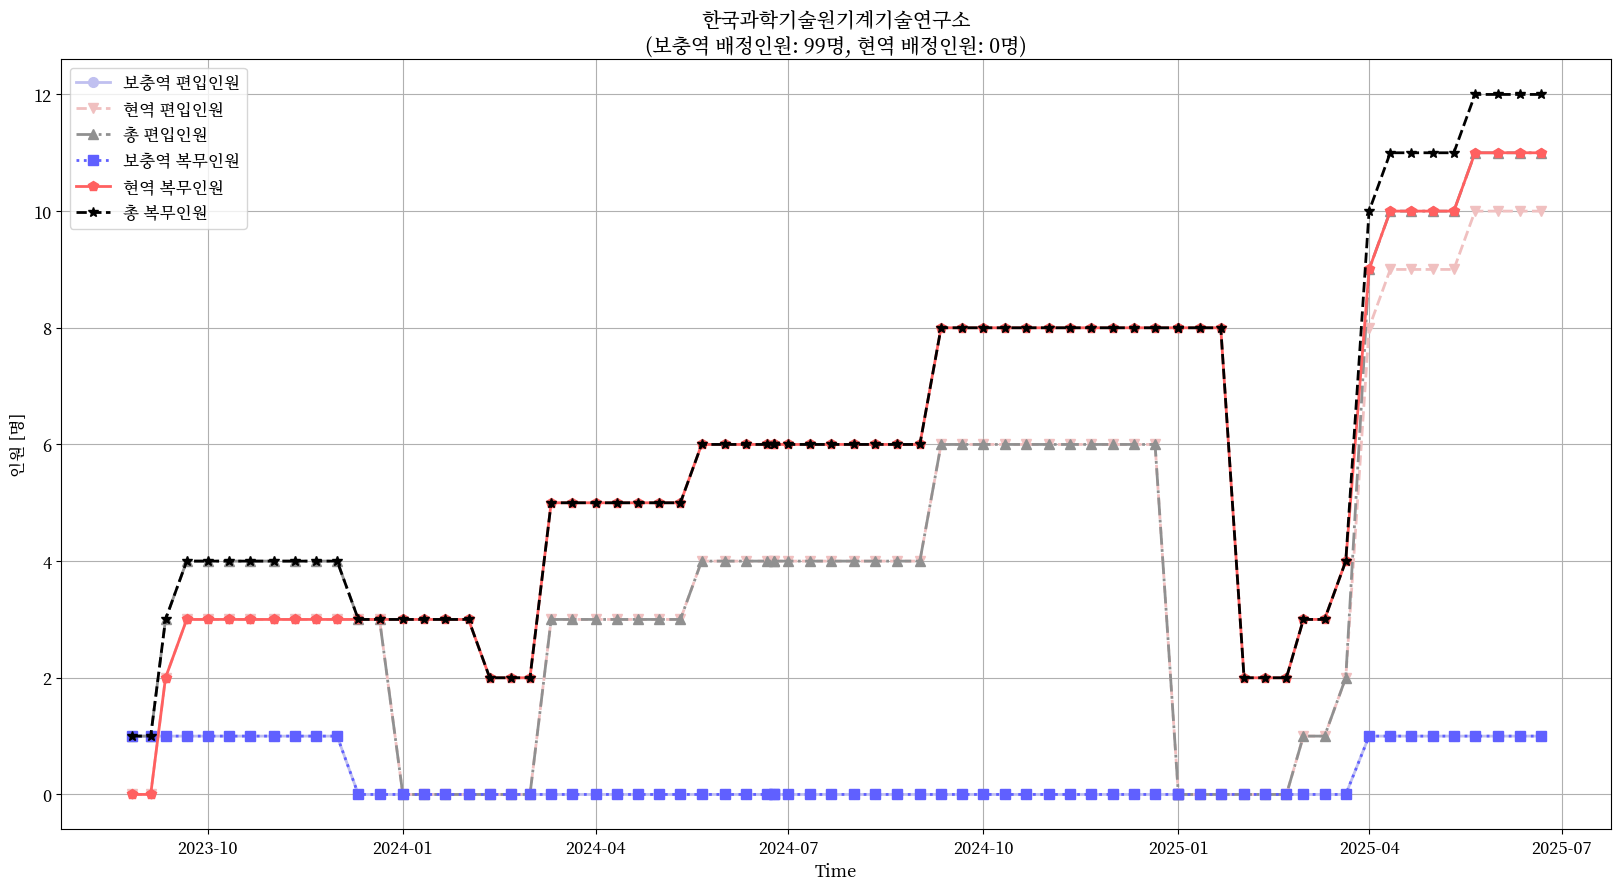 한국과학기술원기계기술연구소
(보충역 배정인원: 99명, 현역 배정인원: 0명)
보충역 편입인원
현역 편입인원
총 편입인원
보충역 복무인원
현역 복무인원
총 복무인원
인원 [명]
12
10
8
6
4
2
0
2023-10
2024-01
2024-04
2024-07
2024-10
2025-01
2025-04
2025-07
Time